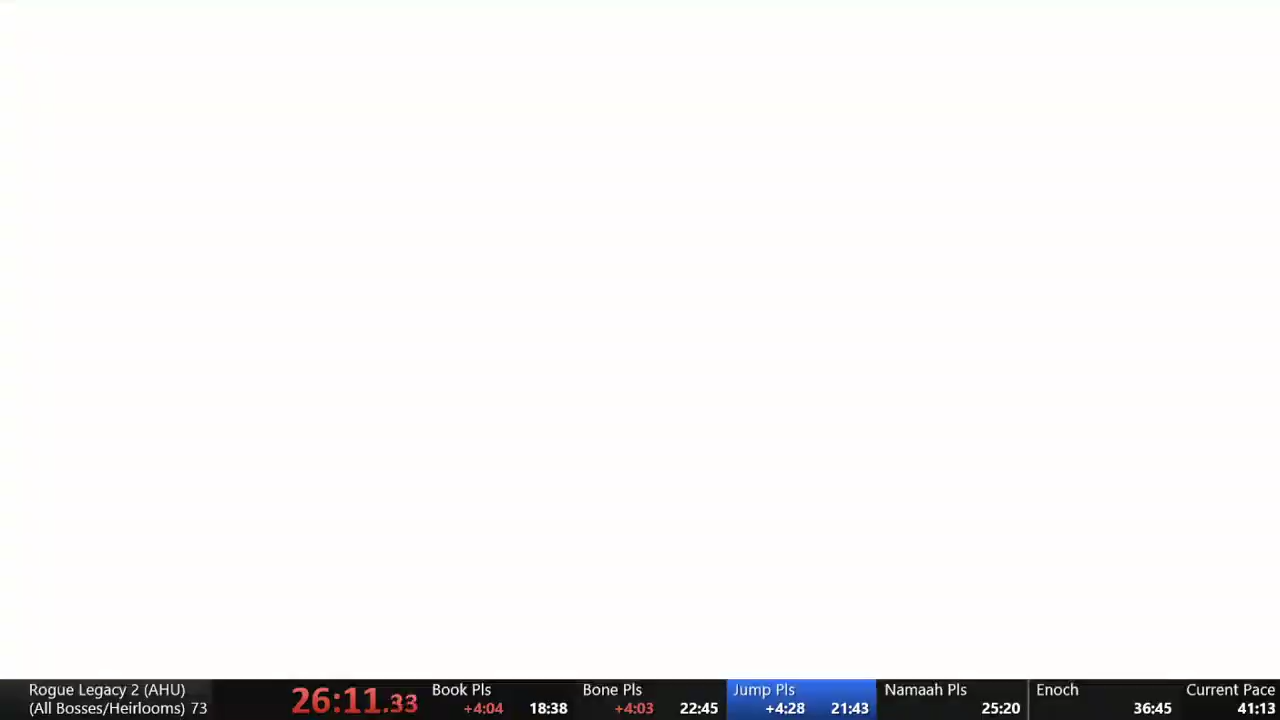 Rogue Legacy 2 (AHU)
(All Bosses/Heirlooms) 73
26:11.33
Book Pls
+4:04 18:38
Bone Pls
+4:03 22:45
Jump Pls
+4:28 21:43
Namaah Pls
25:20
Enoch
36:45
Current Pace
41:13